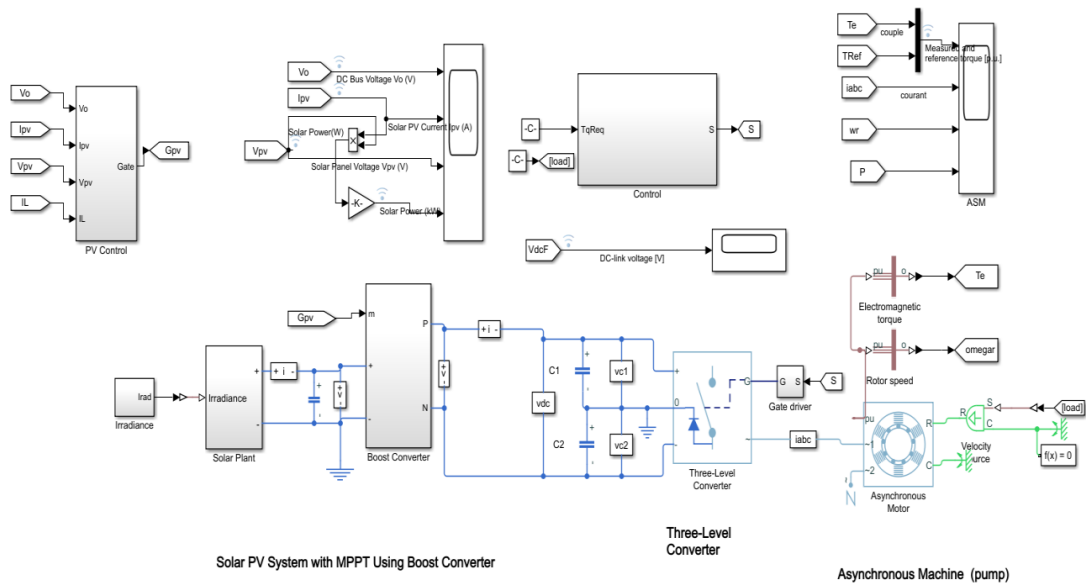 Vo
Ipv
Vpv
IL
Vo
Ipv
Vpv
IL
Gate
PV Control
Gpv
Vo
Ipv
Vpv
DC Bus Voltage Vo (V)
Solar Power(W)
Solar PV Current Ipv (A)
X
Solar Panel Voltage Vpv (V)
-K-
Solar Power (kW)
-C-
-C-
[load]
TqReq
S
Control
S
VdcF
DC-link voltage [V]
Te
TRef
iabc
wr
P
couple
Measured and
reference torque [p.u.]
courant
ASM
Irad
Irradiance
Irradiance
+
-
Solar Plant
+ i -
+
+ v -
Gpv
m
+
-
P
N
Boost Converter
+ v -
+ i -
vdc
C1
+
C2
+
vc1
vc2
+
0
-
G
~
Three-Level
Converter
G S
Gate driver
S
iabc
pu o
Te
Electromagnetic
torque
pu o
omegar
Rotor speed
pu
~1
~2
R
C
N
Asynchronous
Motor
R
S
C
Velocity
Source
[load]
f(x) = 0
Solar PV System with MPPT Using Boost Converter
Three-Level
Converter
Asynchronous Machine (pump)